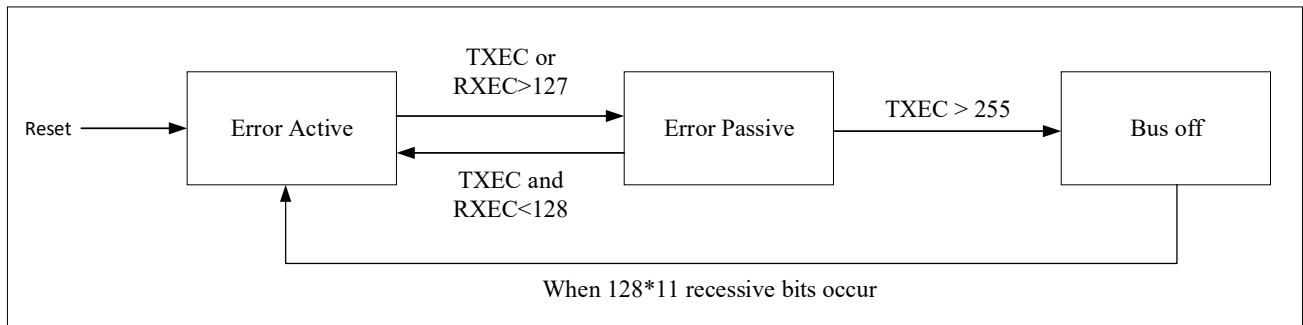 TXEC or
RXEC>127
Reset
Error Active
Error Passive
TXEC > 255
Bus off
TXEC and
RXEC<128
When 128*11 recessive bits occur